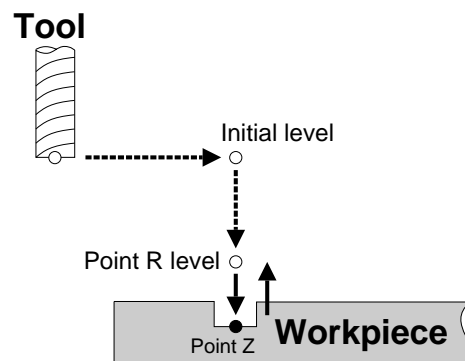 Tool
Initial level
Point R level
Workpiece
Point Z